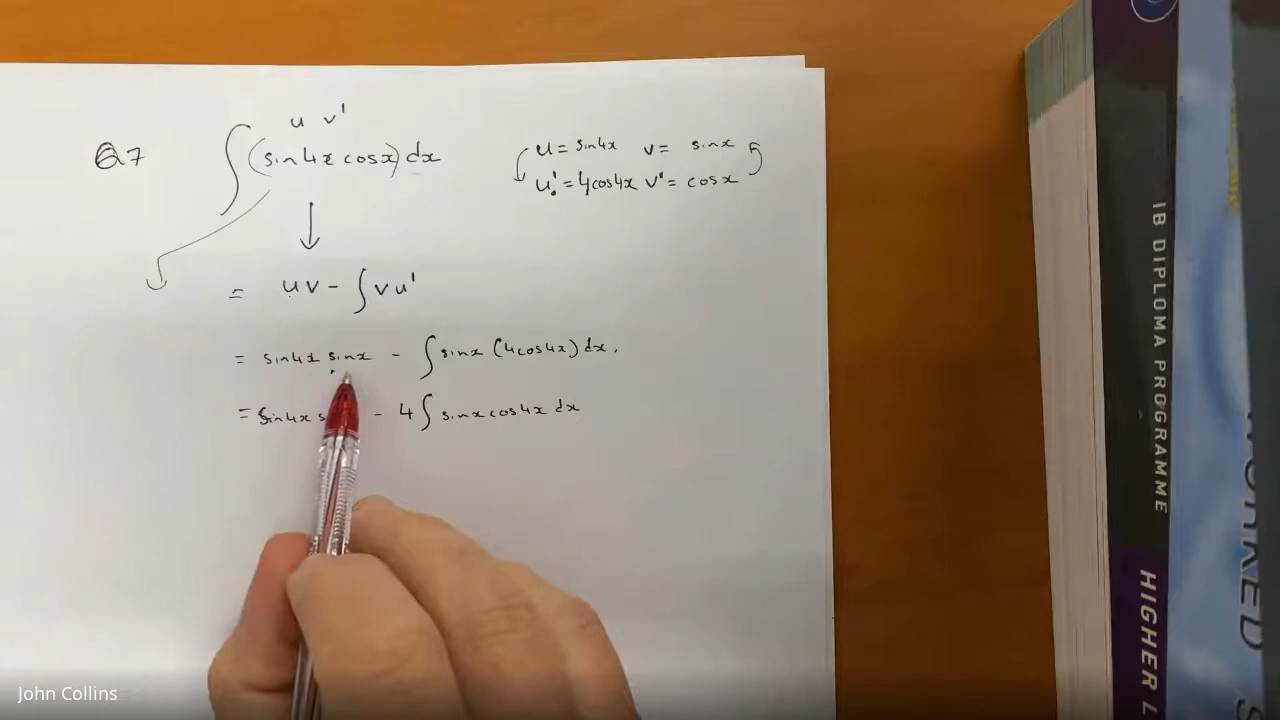 u v'
Q7 ∫(sin4x cosx)dx
u = sin4x v = sinx
u' = 4cos4x v' = cosx
= uv - ∫vu'
= sin4x sinx - ∫sinx (4cos4x) dx.
= sin4x s - 4∫sinx cos4x dx
IB DIPLOMA PROGRAMME
HIGHER L
John Collins